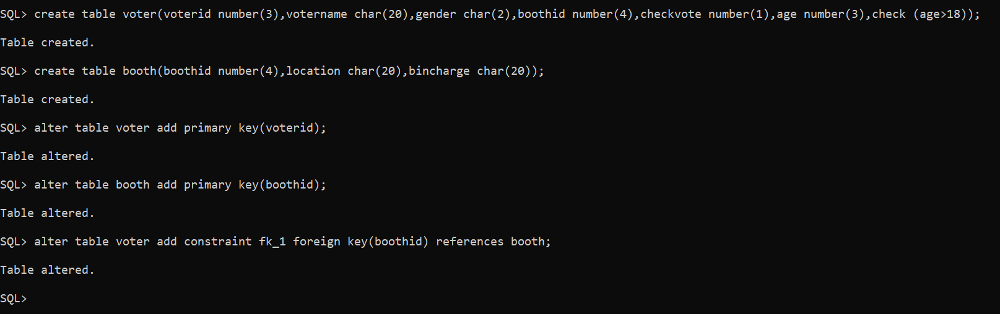 SQL> create table voter(voterid number(3),votername char(20),gender char(2),boothid number(4),checkvote number(1),age number(3),check (age>18));
Table created.
SQL> create table booth(boothid number(4),location char(20),bincharge char(20));
Table created.
SQL> alter table voter add primary key(voterid);
Table altered.
SQL> alter table booth add primary key(boothid);
Table altered.
SQL> alter table voter add constraint fk_1 foreign key(boothid) references booth;
Table altered.
SQL>